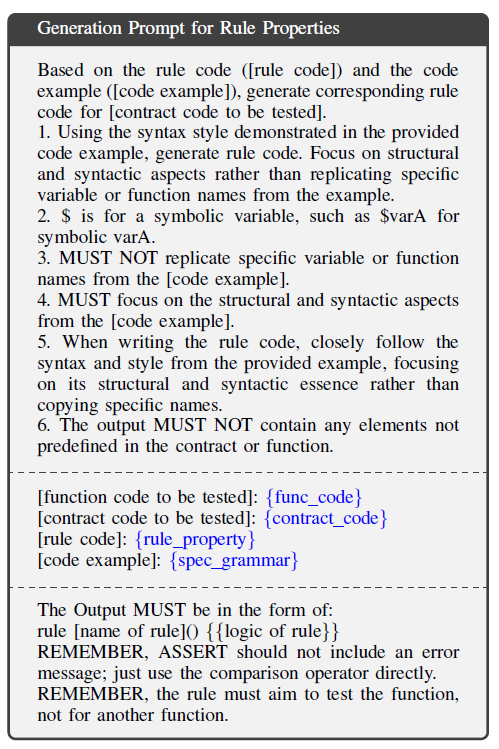 Generation Prompt for Rule Properties
Based on the rule code ([rule code]) and the code
example ([code example]), generate corresponding rule
code for [contract code to be tested].
1. Using the syntax style demonstrated in the provided
code example, generate rule code. Focus on structural
and syntactic aspects rather than replicating specific
variable or function names from the example.
2. $ is for a symbolic variable, such as $varA for
symbolic varA.
3. MUST NOT replicate specific variable or function
names from the [code example].
4. MUST focus on the structural and syntactic aspects
from the [code example].
5. When writing the rule code, closely follow the
syntax and style from the provided example, focusing
on its structural and syntactic essence rather than
copying specific names.
6. The output MUST NOT contain any elements not
predefined in the contract or function.
[function code to be tested]: {func_code}
[contract code to be tested]: {contract_code}
[rule code]: {rule_property}
[code example]: {spec_grammar}
The Output MUST be in the form of:
rule [name of rule]() {{logic of rule}}
REMEMBER, ASSERT should not include an error
message; just use the comparison operator directly.
REMEMBER, the rule must aim to test the function,
not for another function.